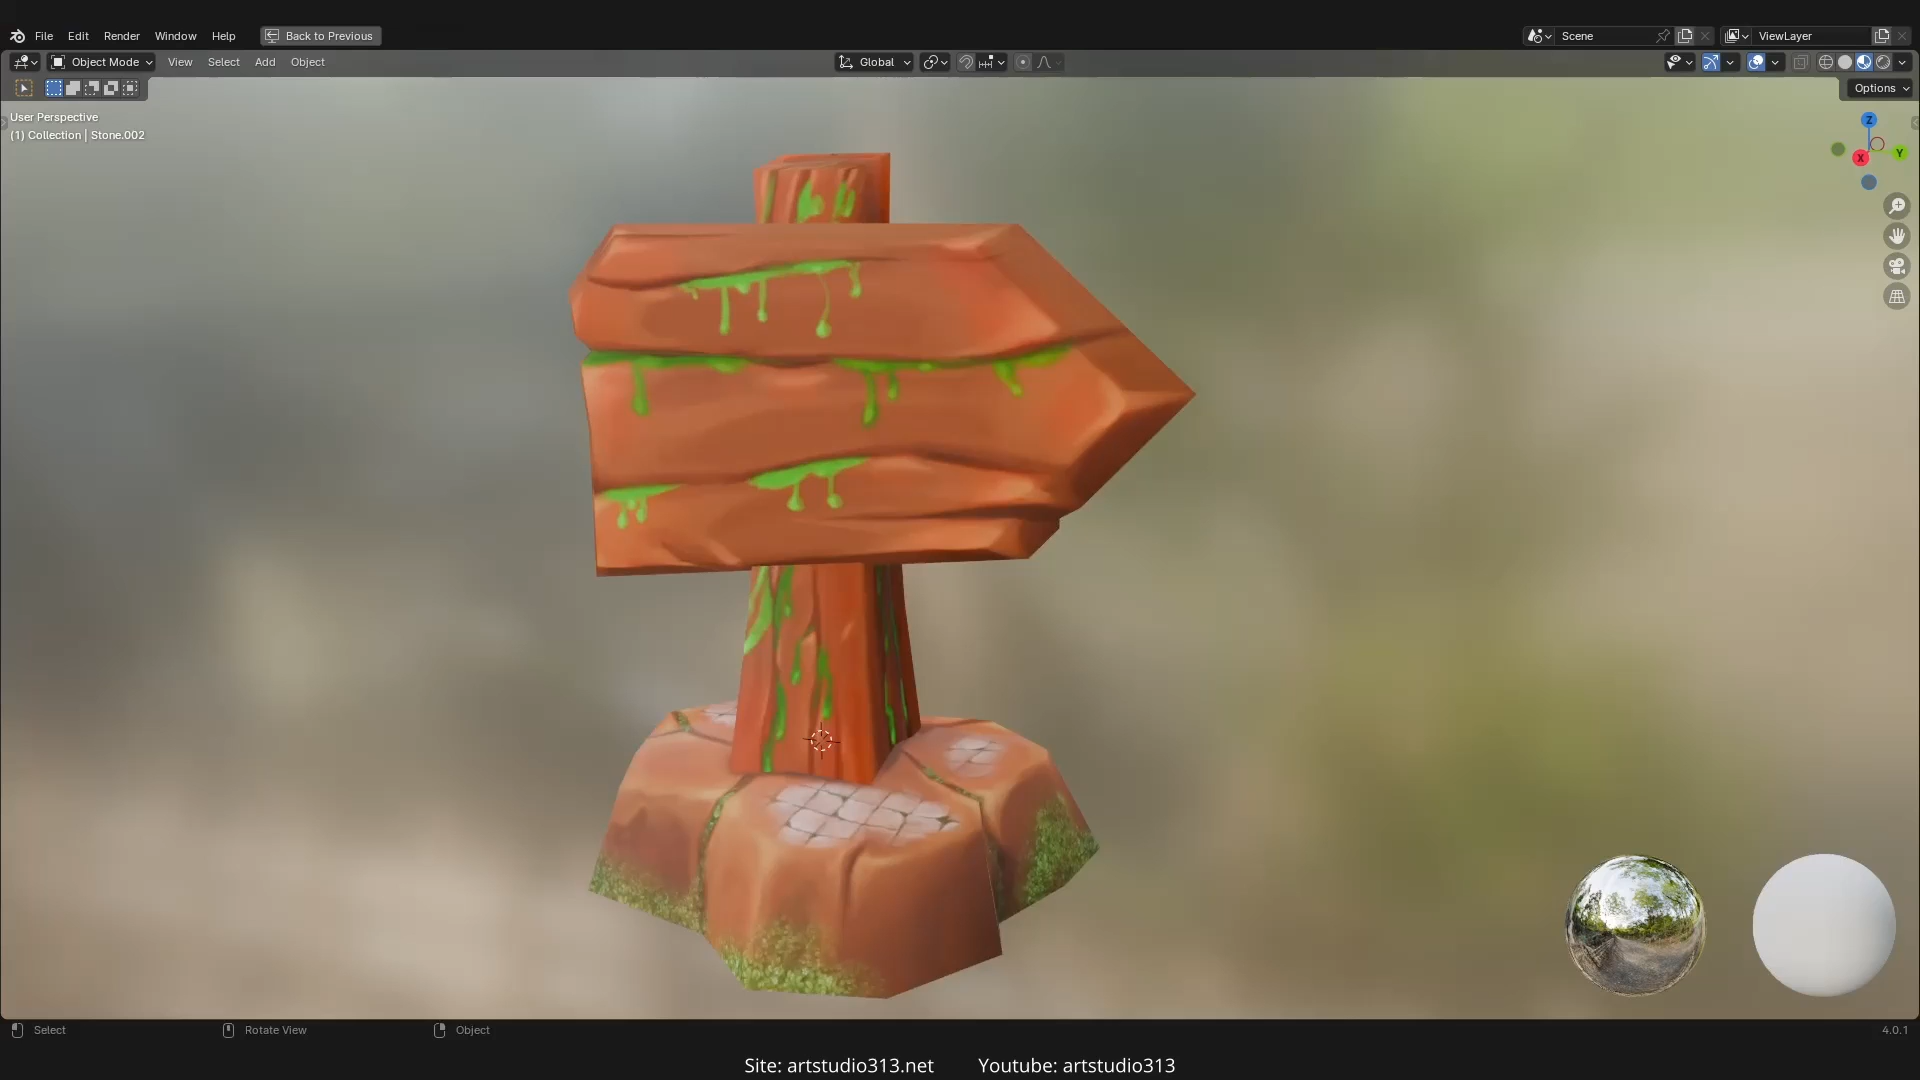 File Edit Render Window Help Back to Previous Scene ViewLayer
Object Mode View Select Add Object Global
Options
User Perspective
(1) Collection | Stone.002
Z
X Y
Select Rotate View Object 4.0.1
Site: artstudio313.net Youtube: artstudio313